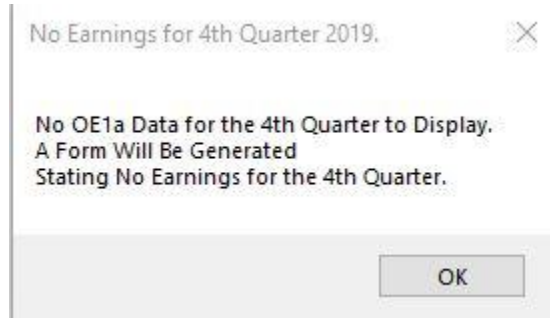 No Earnings for 4th Quarter 2019.
No OE1a Data for the 4th Quarter to Display.
A Form Will Be Generated
Stating No Earnings for the 4th Quarter.
OK